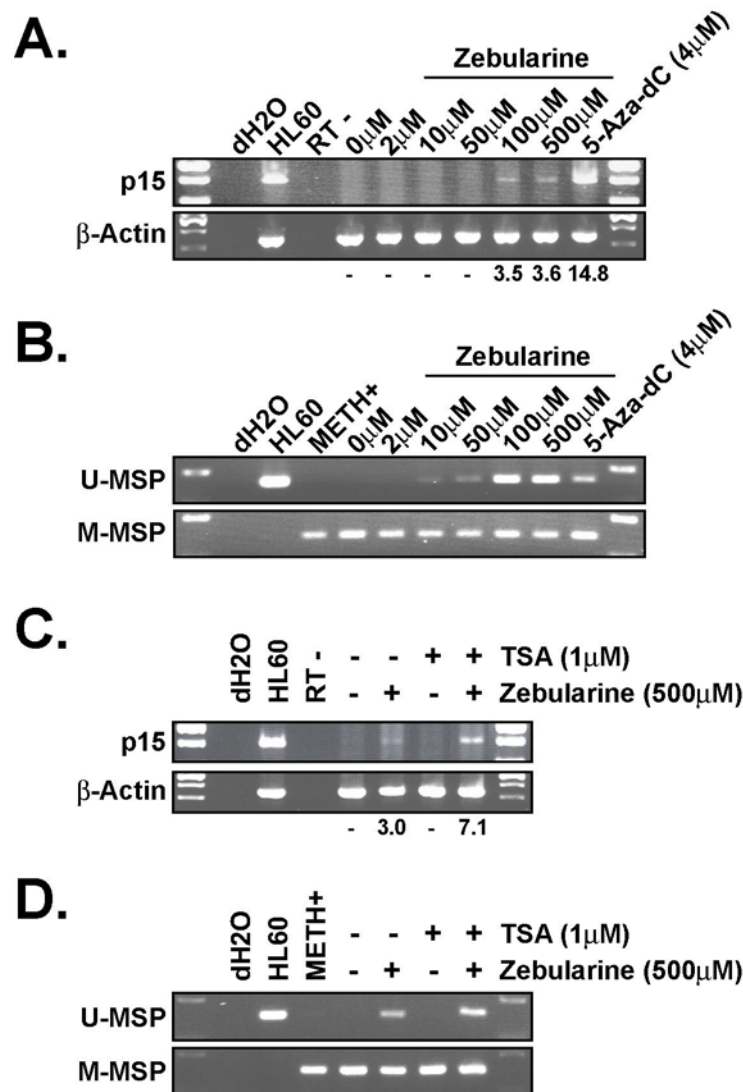 A.
Zebularine
dH2O HL60 RT - 0μM 2μM 10μM 50μM 100μM 500μM 5-Aza-dC (4μM)
p15
β-Actin
- - - - 3.5 3.6 14.8
B.
Zebularine
dH2O HL60 METH+ 0μM 2μM 10μM 50μM 100μM 500μM 5-Aza-dC (4μM)
U-MSP
M-MSP
C.
dH2O HL60 RT - - - + + TSA (1μM)
- + - + Zebularine (500μM)
p15
β-Actin
- 3.0 - 7.1
D.
dH2O HL60 METH+ - - + + TSA (1μM)
- + - + Zebularine (500μM)
U-MSP
M-MSP